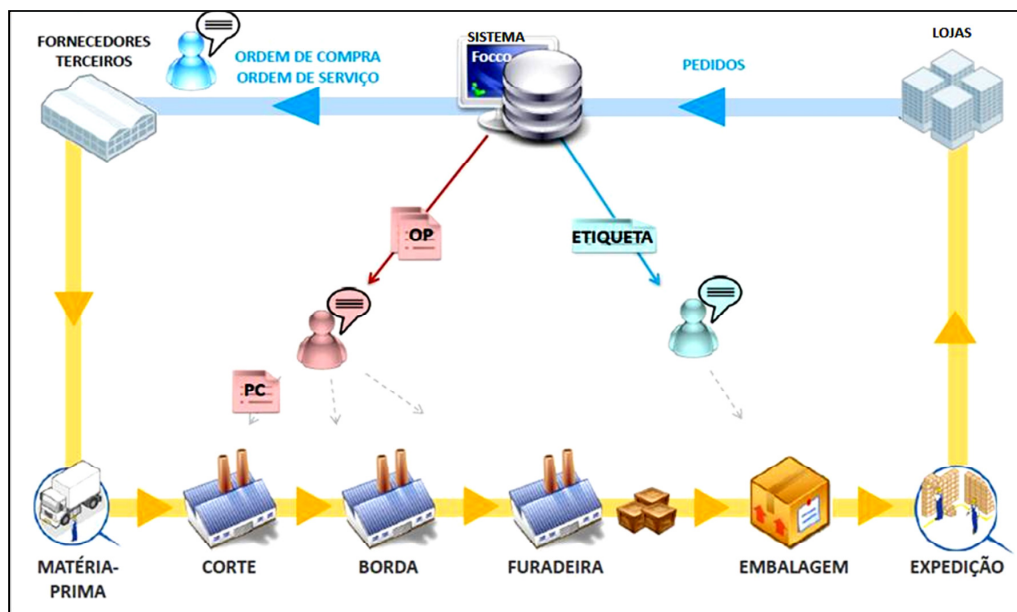 FORNECEDORES
TERCEIROS
ORDEM DE COMPRA
ORDEM DE SERVIÇO
SISTEMA
Focco
PEDIDOS
LOJAS
OP
ETIQUETA
PC
MATÉRIA-
PRIMA
CORTE
BORDA
FURADEIRA
EMBALAGEM
EXPEDIÇÃO